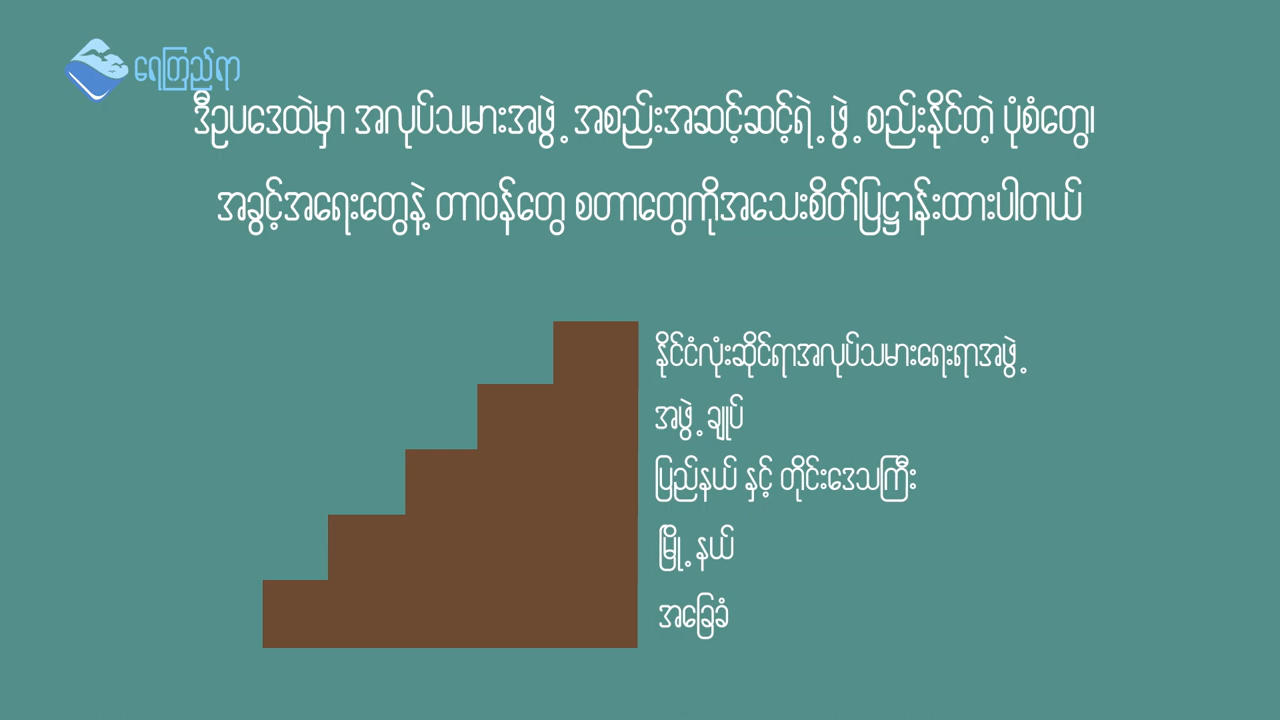 ရေကြည်ရာ
ဒီဥပဒေထဲမှာ အလုပ်သမားအဖွဲ့ အစည်းအဆင့်ဆင့်ရဲ့ ဖွဲ့ စည်းနိုင်တဲ့ ပုံစံတွေ၊
အခွင့်အရေးတွေနဲ့ တာဝန်တွေ စတာတွေကိုအသေးစိတ်ပြဋ္ဌာန်းထားပါတယ်
နိုင်ငံလုံးဆိုင်ရာအလုပ်သမားရေးရာအဖွဲ့
အဖွဲ့ ချုပ်
ပြည်နယ် နှင့် တိုင်းဒေသကြီး
မြို့ နယ်
အခြေခံ